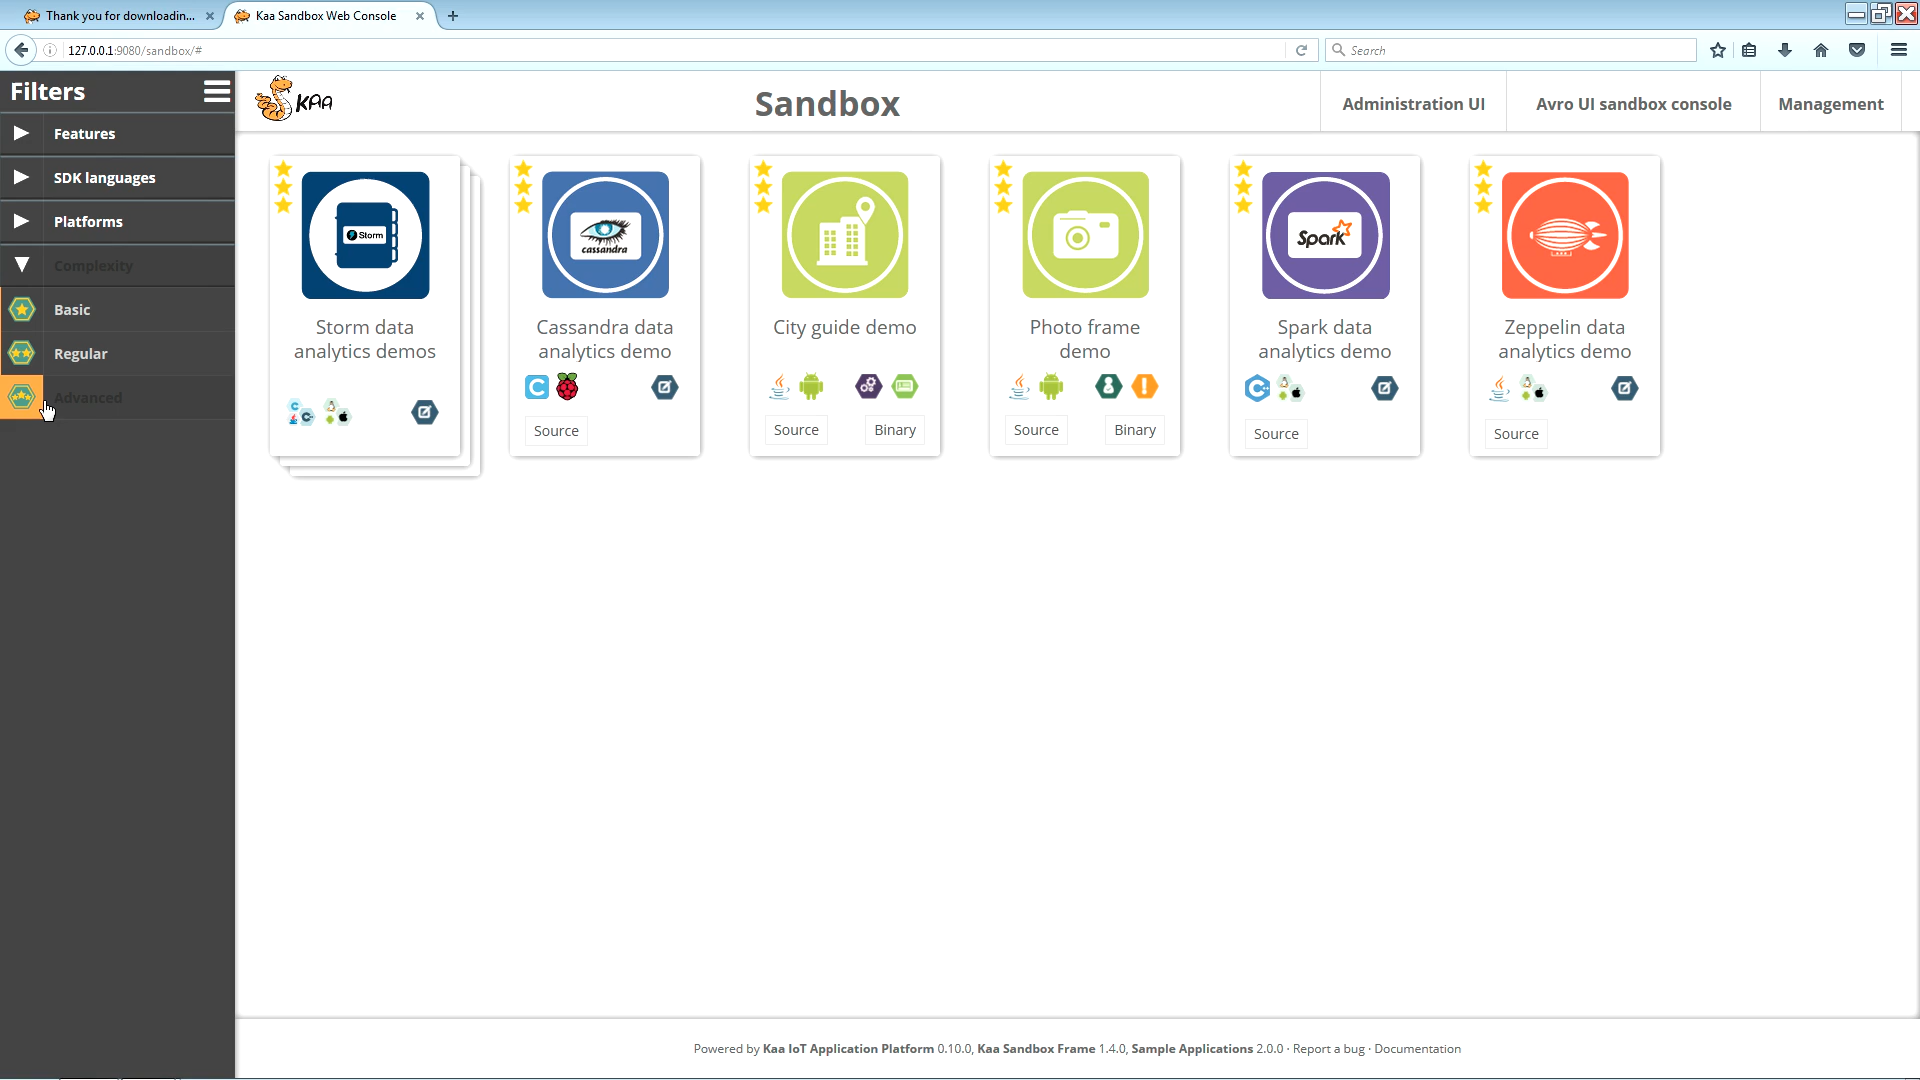 Thank you for downloadin...
Kaa Sandbox Web Console
127.0.0.1:9080/sandbox/#
Search
Filters
KAA
Sandbox
Administration UI
Avro UI sandbox console
Management
Features
SDK languages
Platforms
Complexity
Basic
Regular
Advanced
Storm
cassandra
Spark
Storm data
analytics demos
Cassandra data
analytics demo
City guide demo
Photo frame
demo
Spark data
analytics demo
Zeppelin data
analytics demo
Source
Source
Binary
Source
Binary
Source
Source
Powered by Kaa IoT Application Platform 0.10.0, Kaa Sandbox Frame 1.4.0, Sample Applications 2.0.0 · Report a bug · Documentation